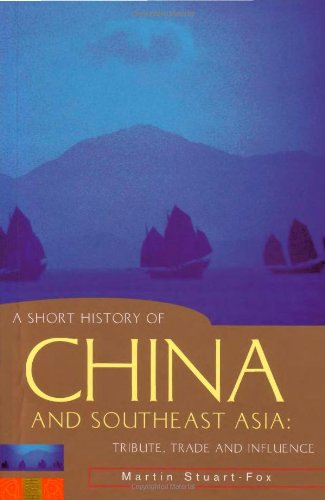 A SHORT HISTORY OF
CHINA
AND SOUTHEAST ASIA:
TRIBUTE, TRADE AND INFLUENCE
Martin Stuart-Fox